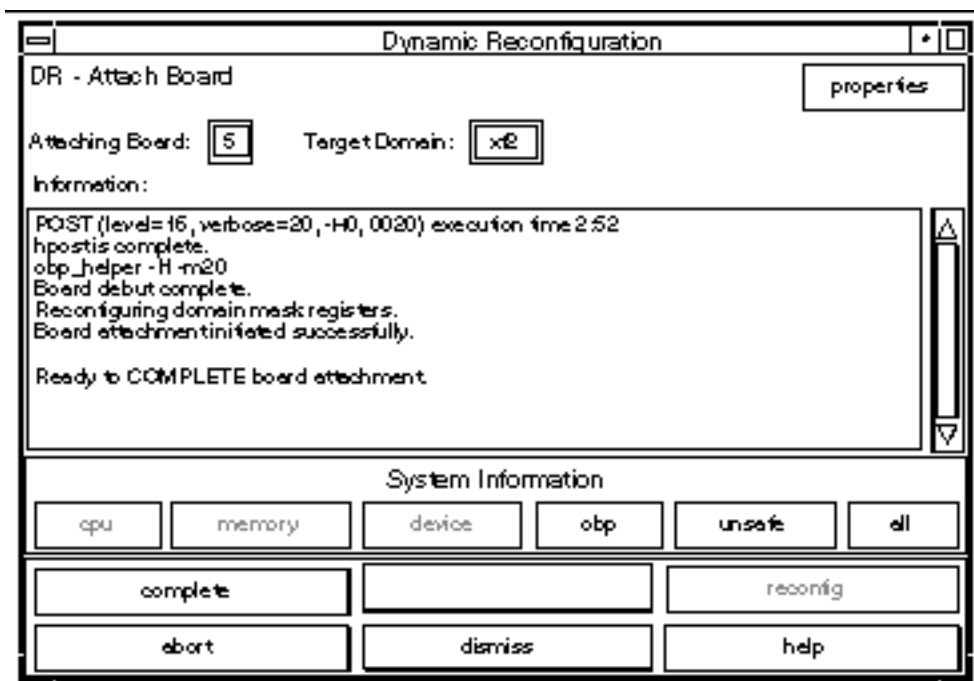 Dynamic Reconfiguration
DR - Attach Board
properties
Attaching Board: 5 Target Domain: xf2
Information:
POST (level=16, verbose=20, -H0, 0020) execution time 2:52
hpost is complete.
obp_helper -H -m20
Board debut complete.
Reconfiguring domain mask registers.
Board attachment initiated successfully.
Ready to COMPLETE board attachment.
System Information
cpu memory device obp unsafe all
complete reconfig
abort dismiss help